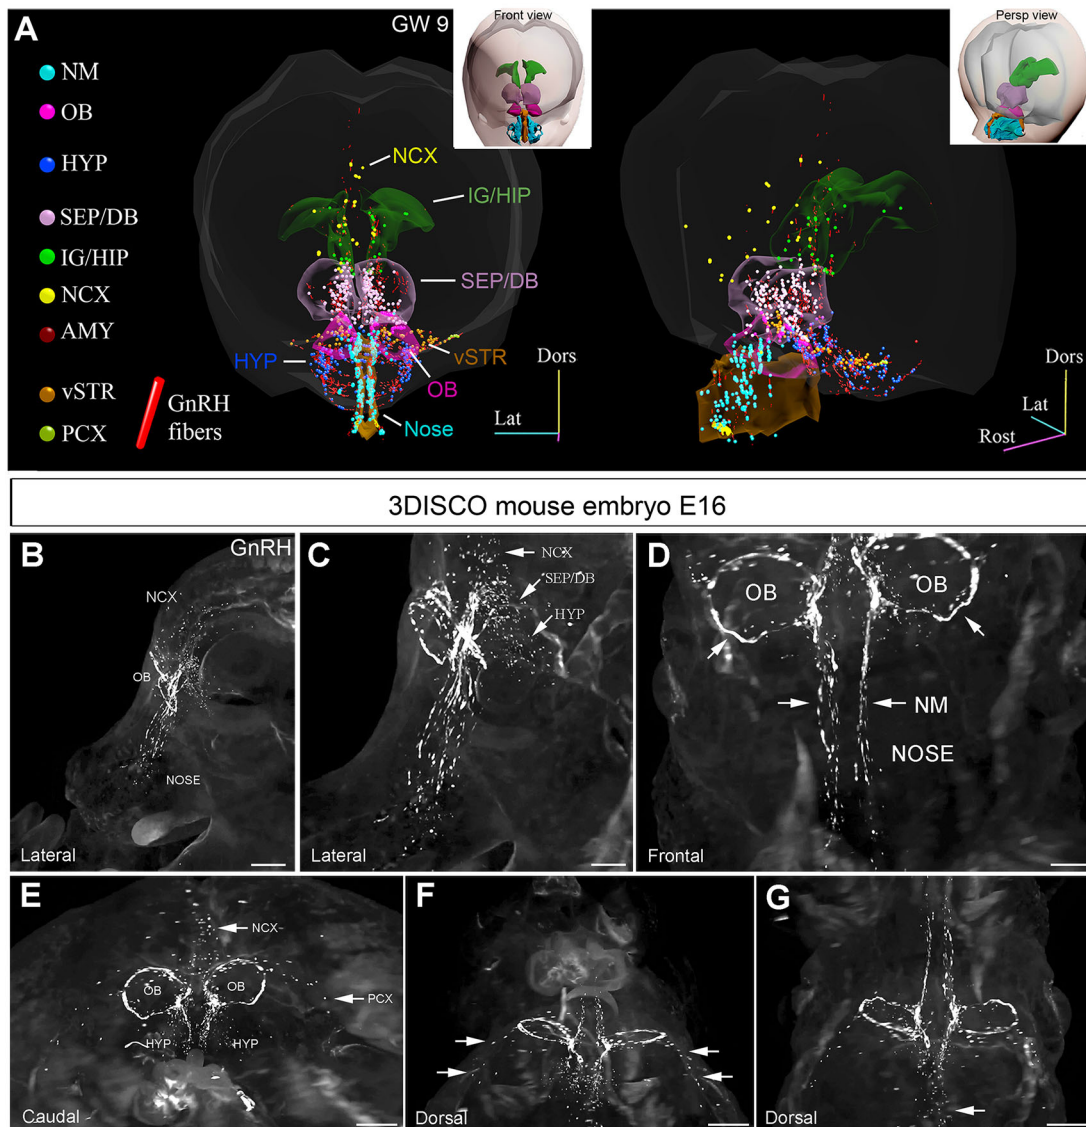 A
GW 9
Front view
Persp view
NM
OB
HYP
SEP/DB
IG/HIP
NCX
AMY
vSTR
PCX
GnRH
fibers
NCX
IG/HIP
SEP/DB
HYP
vSTR
OB
Nose
Dors
Lat
Dors
Lat
Rost
3DISCO mouse embryo E16
B
GnRH
NCX
OB
NOSE
Lateral
C
NCX
SEP/DB
HYP
Lateral
D
OB
OB
NM
NOSE
Frontal
E
NCX
OB
OB
PCX
HYP
HYP
Caudal
F
Dorsal
G
Dorsal